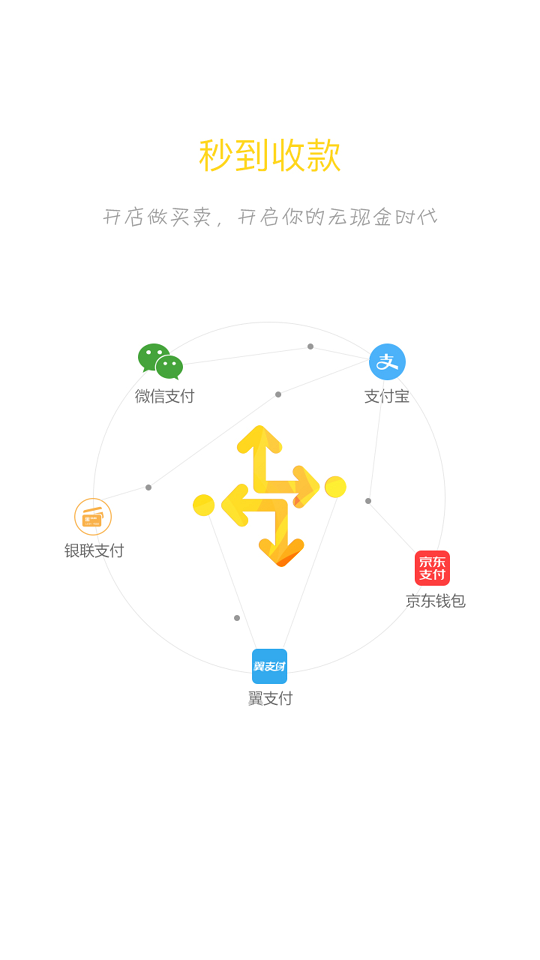 秒到收款
开店做买卖，开启你的无现金时代
微信支付
支
支付宝
银联支付
京东
支付
京东钱包
翼支付
翼支付